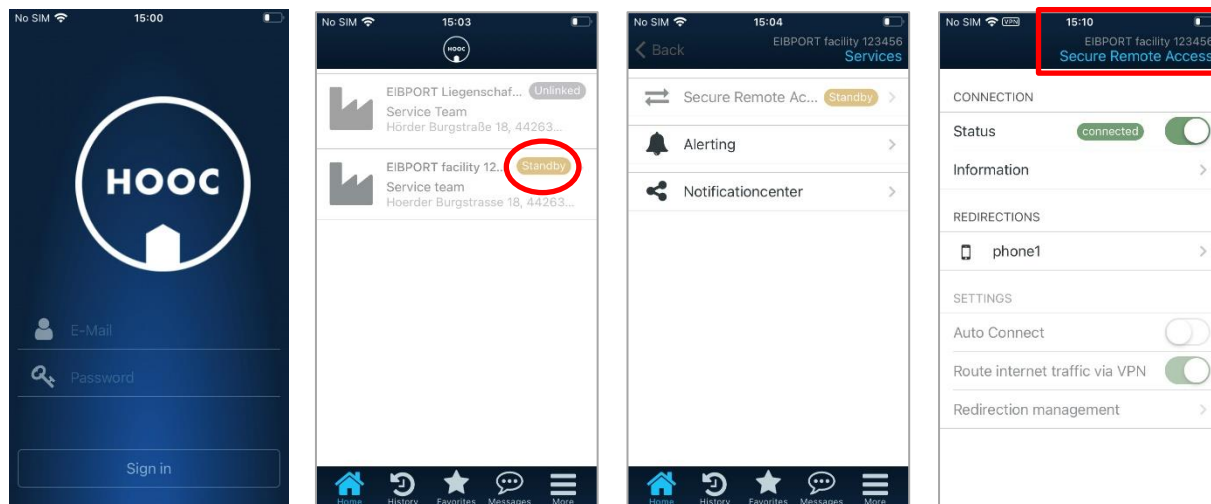 No SIM 15:00
HOOC
E-Mail
Password
Sign in
No SIM 15:03
HOOC
EIBPORT Liegenschaf... Unlinked
Service Team
Hörder Burgstraße 18, 44263...
EIBPORT facility 12... Standby
Service team
Hoerder Burgstrasse 18, 44263...
Home History Favorites Messages More
No SIM 15:04
Back
EIBPORT facility 123456
Services
Secure Remote Ac... Standby
Alerting
Notificationcenter
Home History Favorites Messages More
No SIM VPN 15:10
EIBPORT facility 123456
Secure Remote Access
CONNECTION
Status connected
Information
REDIRECTIONS
phone1
SETTINGS
Auto Connect
Route internet traffic via VPN
Redirection management